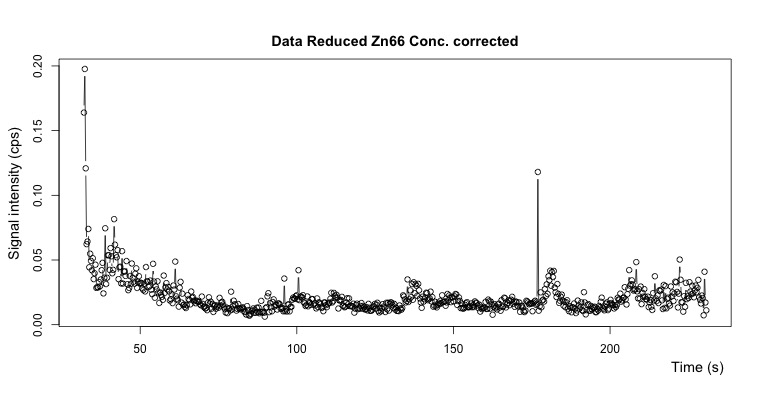 Data Reduced Zn66 Conc. corrected
Signal intensity (cps)
0.20
0.15
0.10
0.05
0.00
50 100 150 200
Time (s)